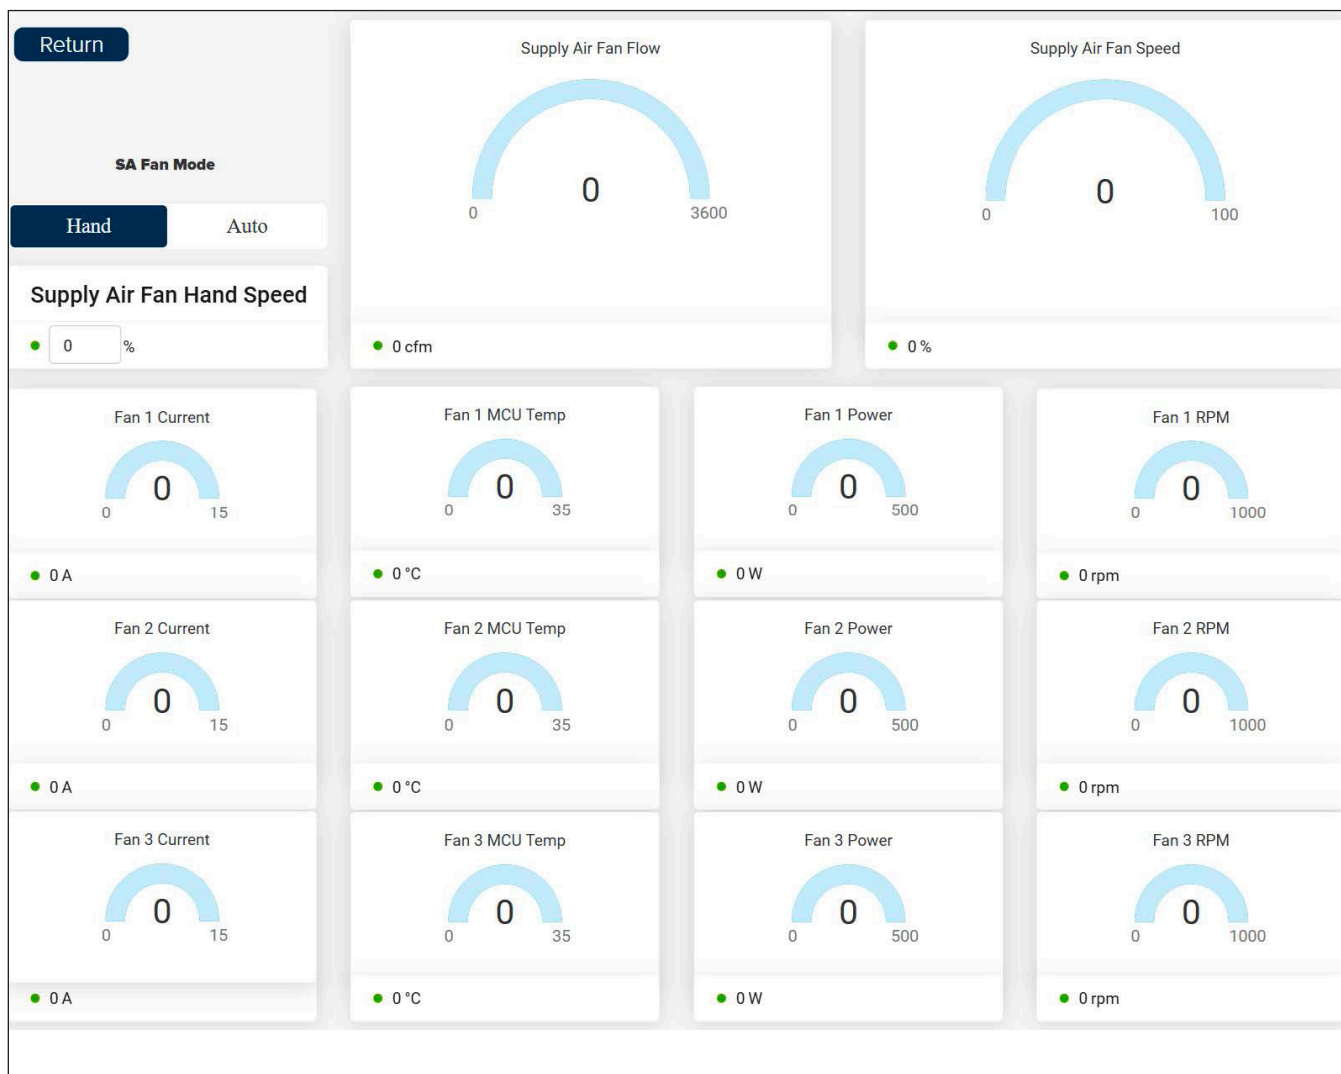 Return
SA Fan Mode
Hand Auto
Supply Air Fan Hand Speed
0 %
Supply Air Fan Flow
0
0 3600
0 cfm
Supply Air Fan Speed
0
0 100
0 %
Fan 1 Current
0
0 15
0 A
Fan 1 MCU Temp
0
0 35
0 °C
Fan 1 Power
0
0 500
0 W
Fan 1 RPM
0
0 1000
0 rpm
Fan 2 Current
0
0 15
0 A
Fan 2 MCU Temp
0
0 35
0 °C
Fan 2 Power
0
0 500
0 W
Fan 2 RPM
0
0 1000
0 rpm
Fan 3 Current
0
0 15
0 A
Fan 3 MCU Temp
0
0 35
0 °C
Fan 3 Power
0
0 500
0 W
Fan 3 RPM
0
0 1000
0 rpm